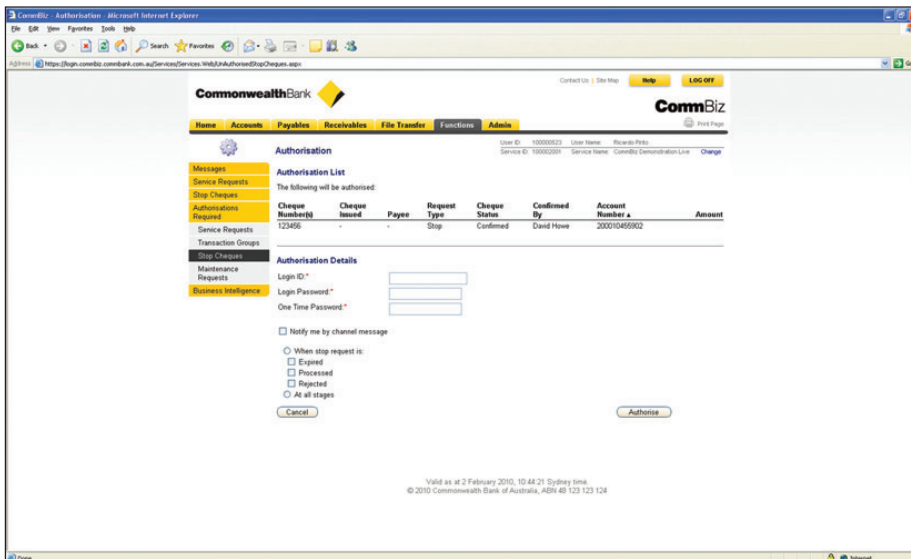 CommBiz - Authorisation - Microsoft Internet Explorer
File Edit View Favorites Tools Help
Back Search Favorites
Address https://login.commbiz.commbank.com.au/Services/Services.Web/UnAuthorisedStopCheques.aspx Go
Contact Us | Site Map Help LOG OFF
CommonwealthBank
CommBiz
Home Accounts Payables Receivables File Transfer Functions Admin Print Page
User ID: 100000523 User Name: Ricardo Pinto
Authorisation Service ID: 100002001 Service Name: CommBiz Demonstration Live Change
Messages
Service Requests
Stop Cheques
Authorisations
Required
Service Requests
Transaction Groups
Stop Cheques
Maintenance
Requests
Business Intelligence
Authorisation List
The following will be authorised:
Cheque Cheque Request Cheque Confirmed Account
Number(s) Issued Payee Type Status By Number ▲ Amount
123456 - - Stop Confirmed David Howe 200010455902
Authorisation Details
Login ID:*
Login Password:*
One Time Password:*
Notify me by channel message
When stop request is:
Expired
Processed
Rejected
At all stages
Cancel Authorise
Valid as at 2 February 2010, 10:44:21 Sydney time.
© 2010 Commonwealth Bank of Australia, ABN 48 123 123 124
Done Internet